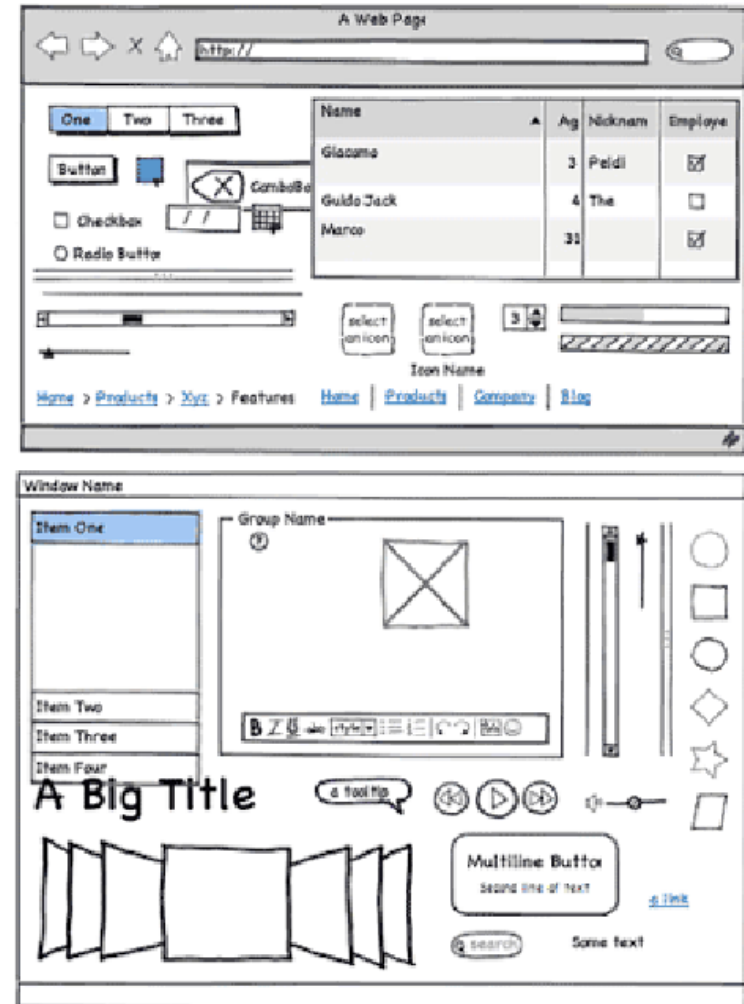 A Web Page
http://
One Two Three
Name Ag Nicknam Employe
Giacomo 3 Peldi
Button
ComboBo
Guido Jack 4 The
Checkbox / /
Marco 31
Radio Button
select an icon select an icon 3
Icon Name
Home > Products > Xyz > Features Home | Products | Company | Blog
Window Name
Item One
Group Name
?
Item Two
B I U abc style
Item Three
Item Four
A Big Title
a tooltip
Multiline Button
Second line of text
a link
search
Some text